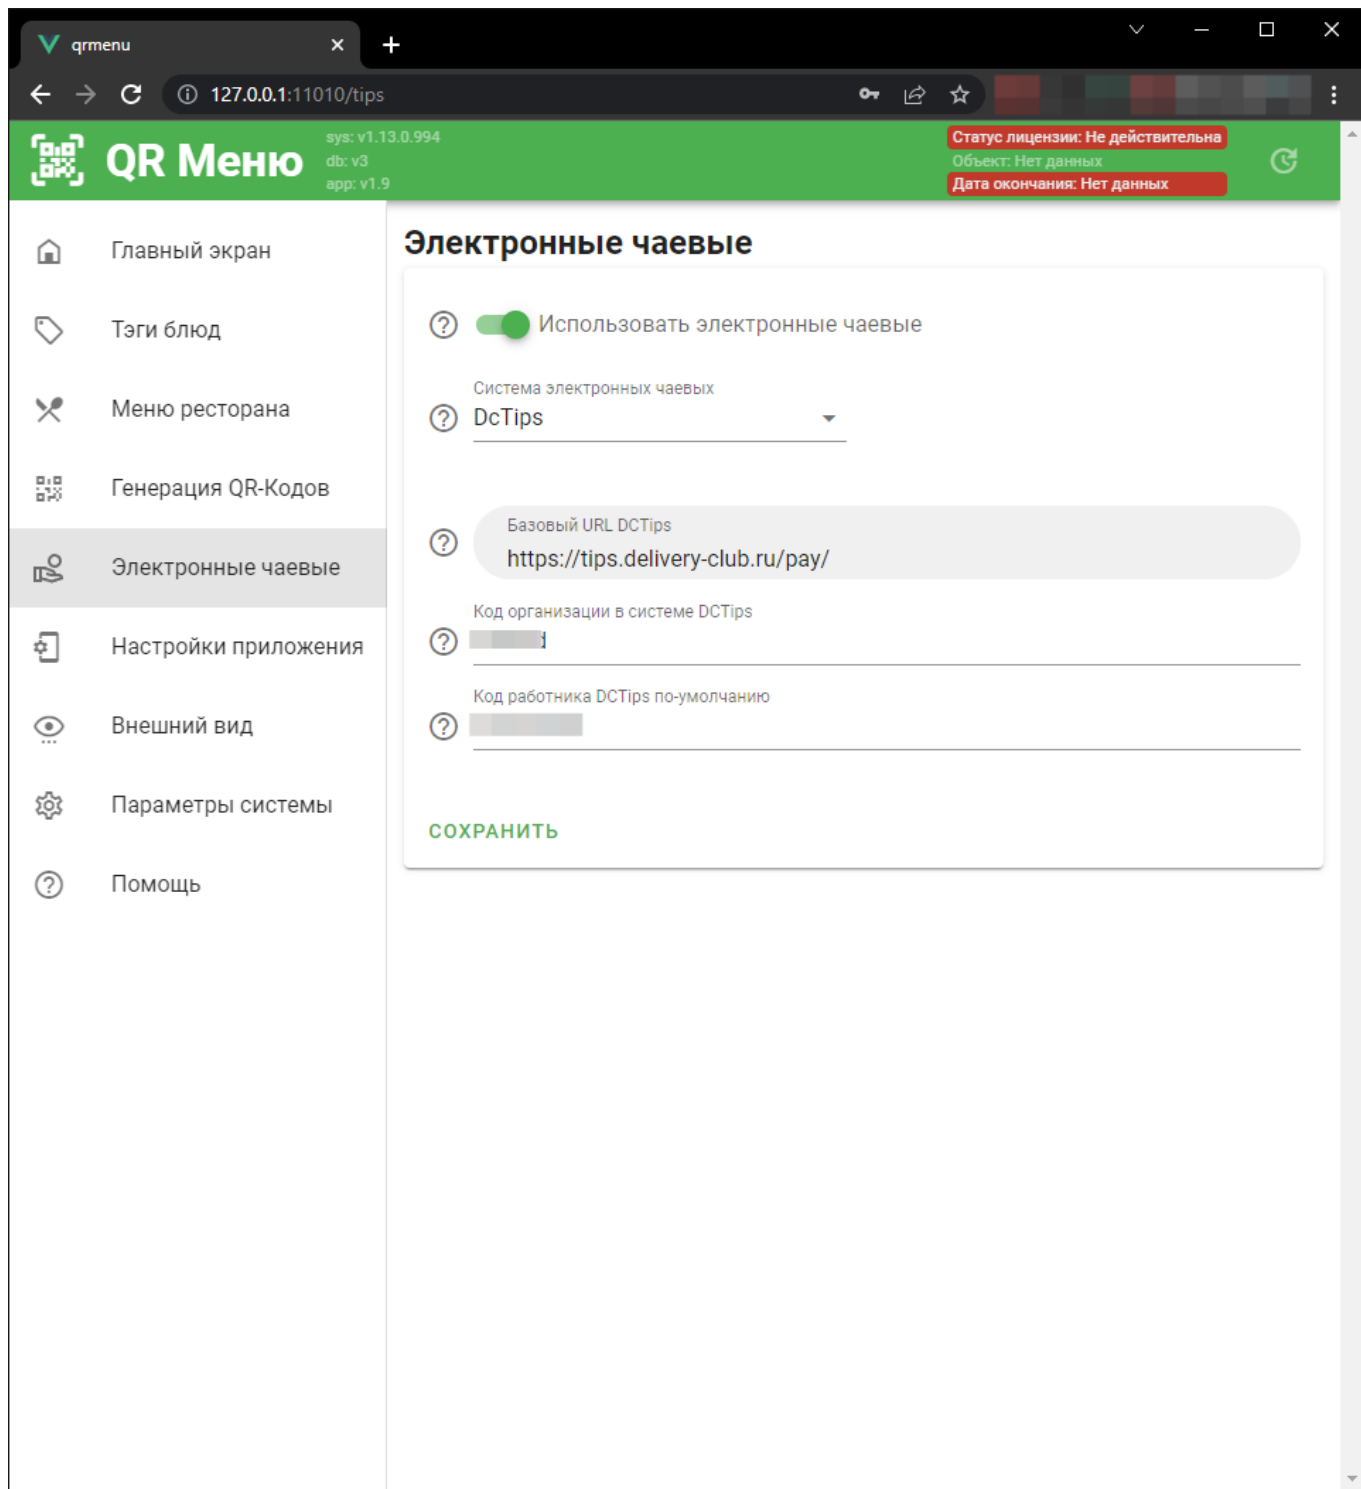 qrmenu
127.0.0.1:11010/tips
QR Меню
sys: v1.13.0.994
db: v3
app: v1.9
Статус лицензии: Не действительна
Объект: Нет данных
Дата окончания: Нет данных
Главный экран
Тэги блюд
Меню ресторана
Генерация QR-Кодов
Электронные чаевые
Настройки приложения
Внешний вид
Параметры системы
Помощь
Электронные чаевые
Использовать электронные чаевые
Система электронных чаевых
DcTips
Базовый URL DCTips
https://tips.delivery-club.ru/pay/
Код организации в системе DCTips
Код работника DCTips по-умолчанию
СОХРАНИТЬ